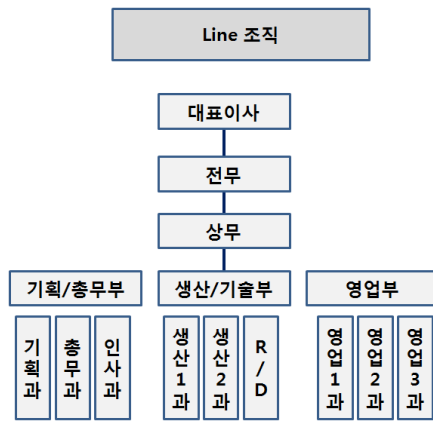 Line 조직
대표이사
전무
상무
기획/총무부
생산/기술부
영업부
기획과
총무과
인사과
생산1과
생산2과
R/D
영업1과
영업2과
영업3과